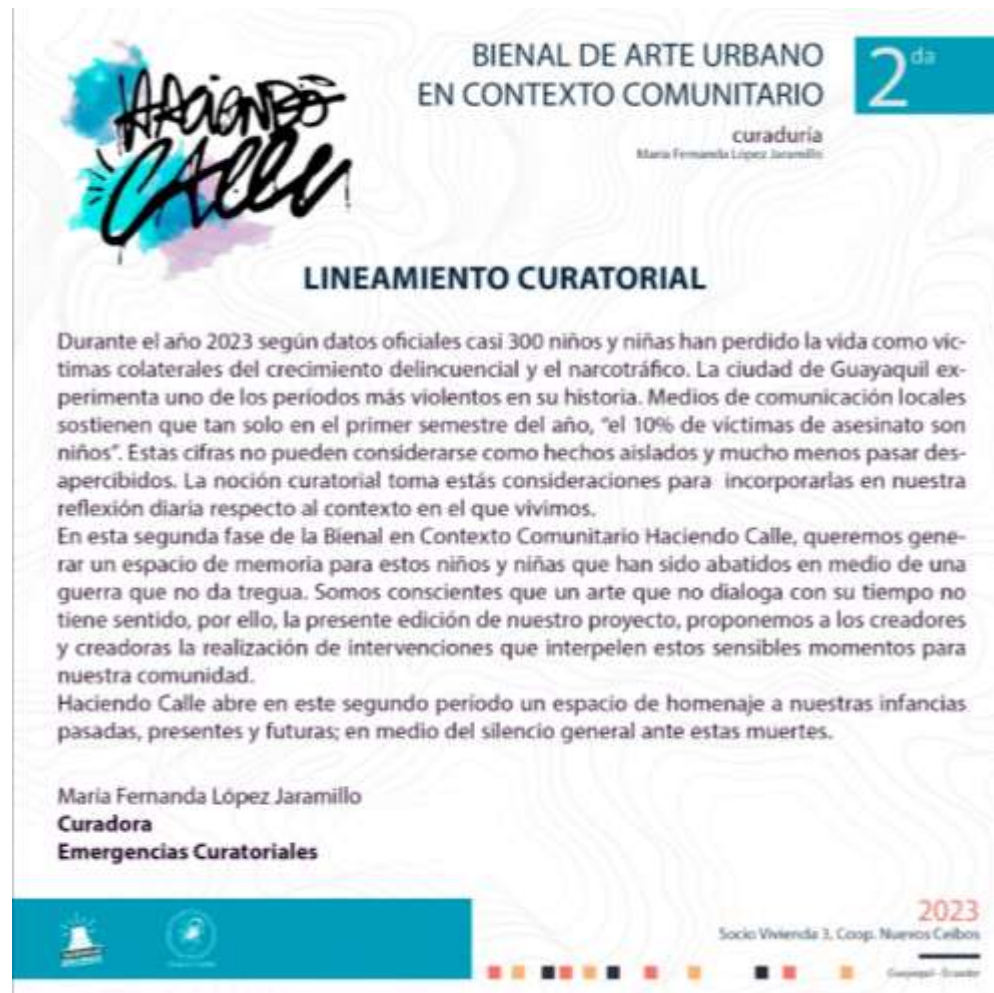 HACIENDO
CALLE
BIENAL DE ARTE URBANO
EN CONTEXTO COMUNITARIO
2da
curaduría
María Fernanda López Jaramillo
LINEAMIENTO CURATORIAL
Durante el año 2023 según datos oficiales casi 300 niños y niñas han perdido la vida como víc-
timas colaterales del crecimiento delincuencial y el narcotráfico. La ciudad de Guayaquil ex-
perimenta uno de los períodos más violentos en su historia. Medios de comunicación locales
sostienen que tan solo en el primer semestre del año, "el 10% de víctimas de asesinato son
niños". Estas cifras no pueden considerarse como hechos aislados y mucho menos pasar des-
apercibidos. La noción curatorial toma estás consideraciones para incorporarlas en nuestra
reflexión diaria respecto al contexto en el que vivimos.
En esta segunda fase de la Bienal en Contexto Comunitario Haciendo Calle, queremos gene-
rar un espacio de memoria para estos niños y niñas que han sido abatidos en medio de una
guerra que no da tregua. Somos conscientes que un arte que no dialoga con su tiempo no
tiene sentido, por ello, la presente edición de nuestro proyecto, proponemos a los creadores
y creadoras la realización de intervenciones que interpelen estos sensibles momentos para
nuestra comunidad.
Haciendo Calle abre en este segundo período un espacio de homenaje a nuestras infancias
pasadas, presentes y futuras; en medio del silencio general ante estas muertes.
María Fernanda López Jaramillo
Curadora
Emergencias Curatoriales
2023
Socio Vivienda 3, Coop. Nuevos Ceibos
Guayaquil - Ecuador